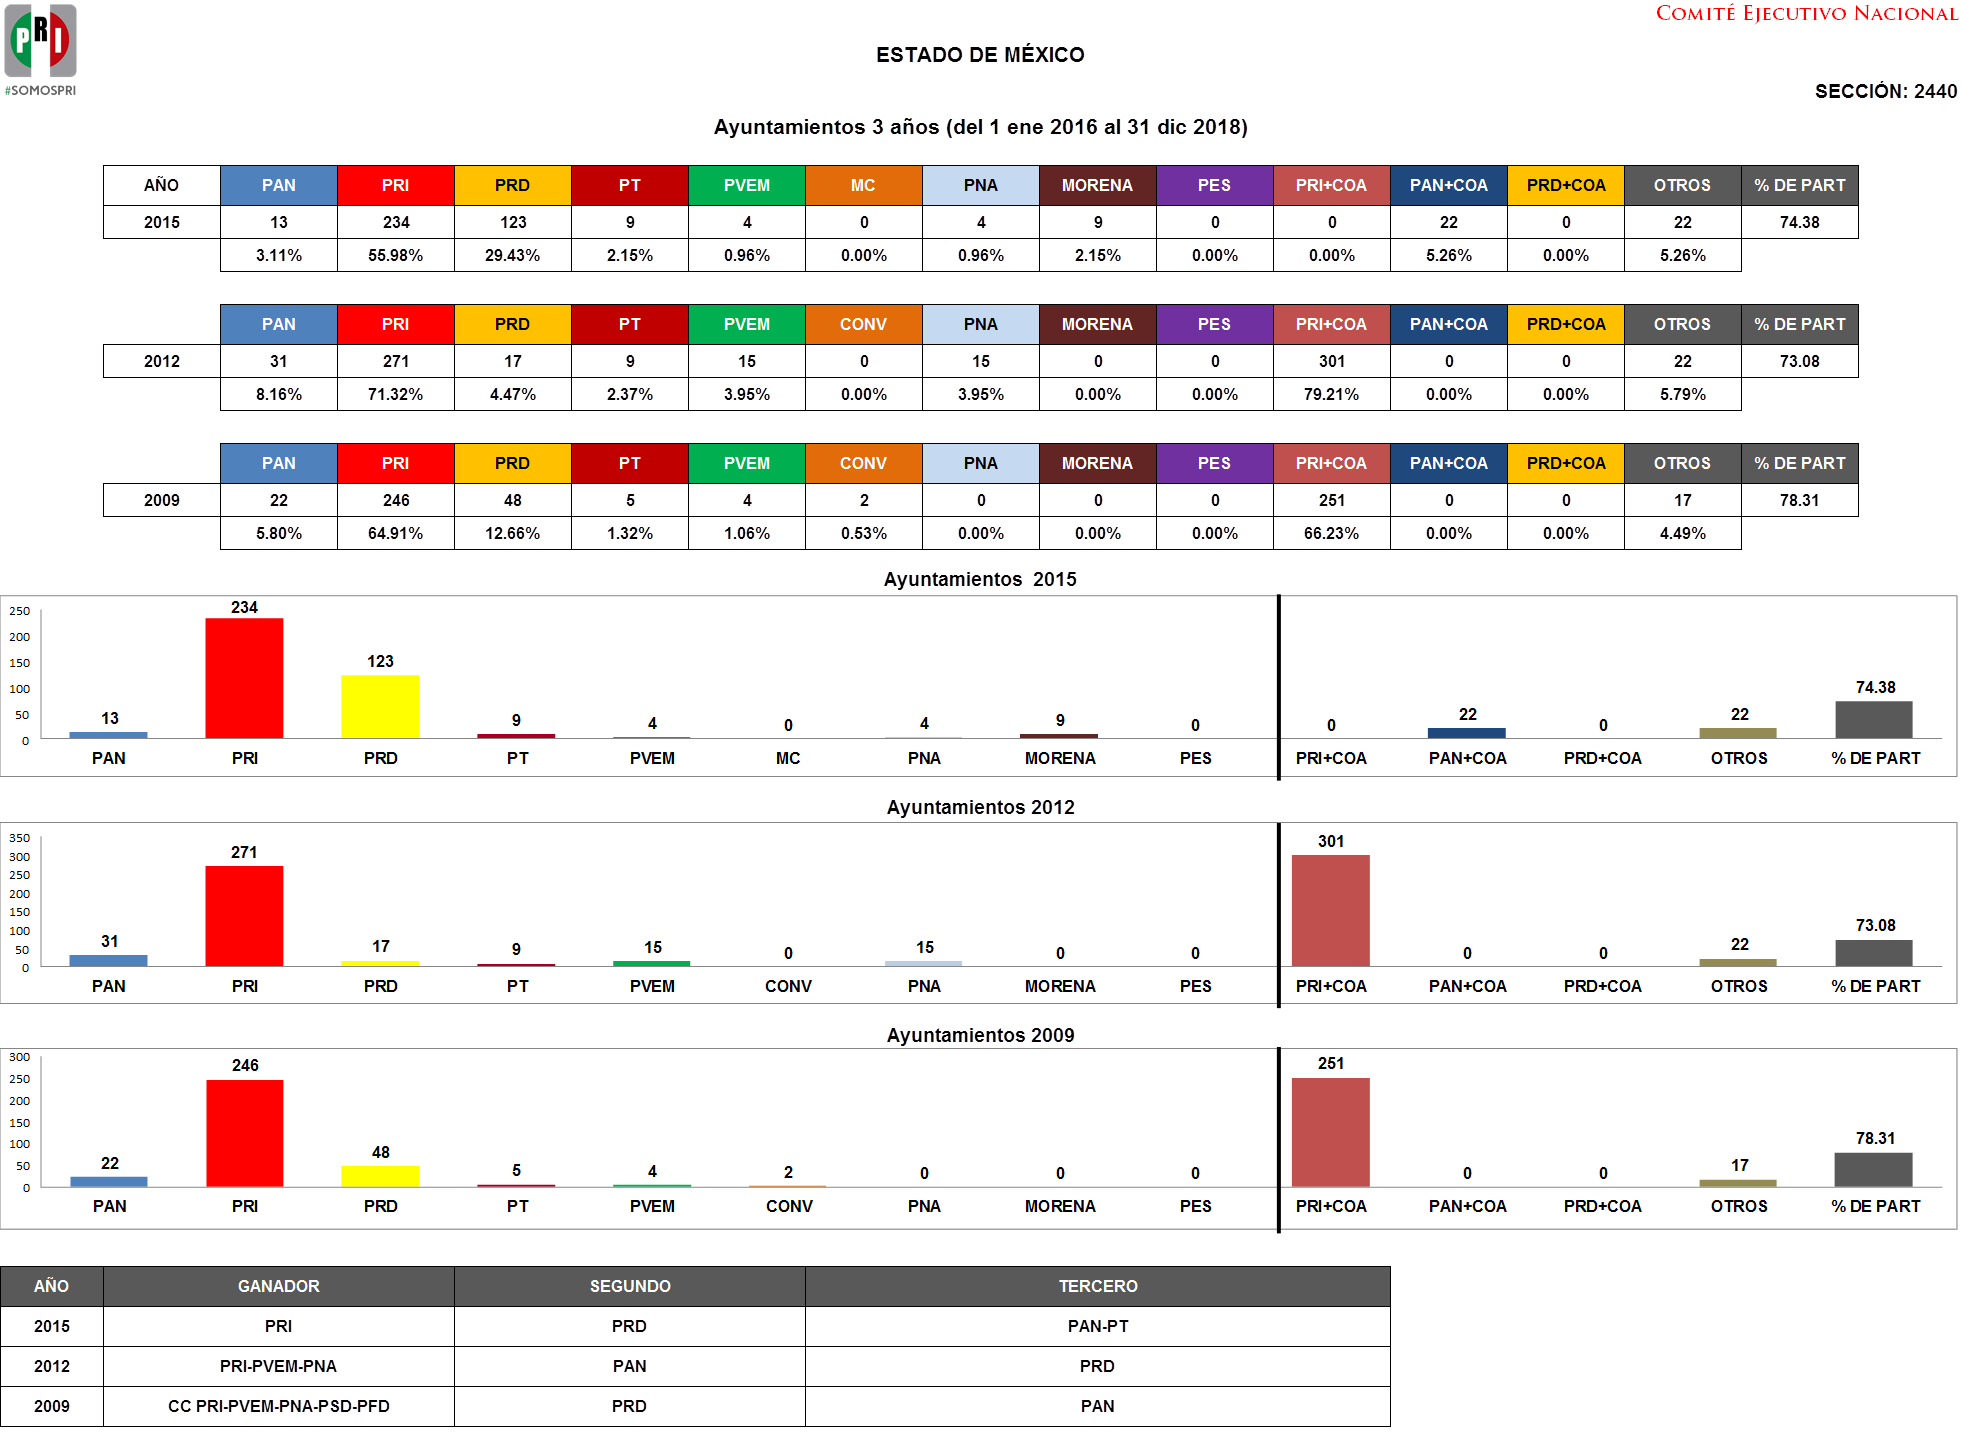 COMITÉ EJECUTIVO NACIONAL
PRI
#SOMOSPRI
ESTADO DE MÉXICO
SECCIÓN: 2440
Ayuntamientos 3 años (del 1 ene 2016 al 31 dic 2018)
AÑO PAN PRI PRD PT PVEM MC PNA MORENA PES PRI+COA PAN+COA PRD+COA OTROS % DE PART
2015 13 234 123 9 4 0 4 9 0 0 22 0 22 74.38
3.11% 55.98% 29.43% 2.15% 0.96% 0.00% 0.96% 2.15% 0.00% 0.00% 5.26% 0.00% 5.26%
PAN PRI PRD PT PVEM CONV PNA MORENA PES PRI+COA PAN+COA PRD+COA OTROS % DE PART
2012 31 271 17 9 15 0 15 0 0 301 0 0 22 73.08
8.16% 71.32% 4.47% 2.37% 3.95% 0.00% 3.95% 0.00% 0.00% 79.21% 0.00% 0.00% 5.79%
PAN PRI PRD PT PVEM CONV PNA MORENA PES PRI+COA PAN+COA PRD+COA OTROS % DE PART
2009 22 246 48 5 4 2 0 0 0 251 0 0 17 78.31
5.80% 64.91% 12.66% 1.32% 1.06% 0.53% 0.00% 0.00% 0.00% 66.23% 0.00% 0.00% 4.49%
Ayuntamientos 2015
250
200
150
100
50
0
13 234 123 9 4 0 4 9 0 0 22 0 22 74.38
PAN PRI PRD PT PVEM MC PNA MORENA PES PRI+COA PAN+COA PRD+COA OTROS % DE PART
Ayuntamientos 2012
350
300
250
200
150
100
50
0
31 271 17 9 15 0 15 0 0 301 0 0 22 73.08
PAN PRI PRD PT PVEM CONV PNA MORENA PES PRI+COA PAN+COA PRD+COA OTROS % DE PART
Ayuntamientos 2009
300
250
200
150
100
50
0
22 246 48 5 4 2 0 0 0 251 0 0 17 78.31
PAN PRI PRD PT PVEM CONV PNA MORENA PES PRI+COA PAN+COA PRD+COA OTROS % DE PART
AÑO GANADOR SEGUNDO TERCERO
2015 PRI PRD PAN-PT
2012 PRI-PVEM-PNA PAN PRD
2009 CC PRI-PVEM-PNA-PSD-PFD PRD PAN